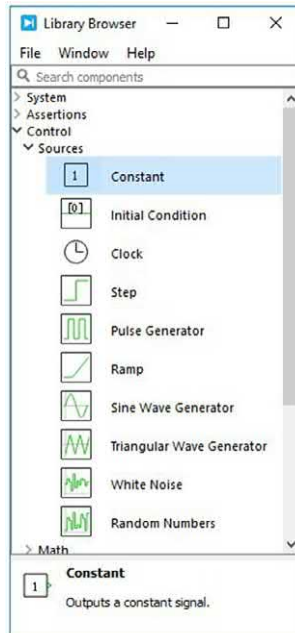 Library Browser
File Window Help
Search components
System
Assertions
Control
Sources
1 Constant
[0] Initial Condition
Clock
Step
Pulse Generator
Ramp
Sine Wave Generator
Triangular Wave Generator
White Noise
Random Numbers
Math
Constant
1
Outputs a constant signal.